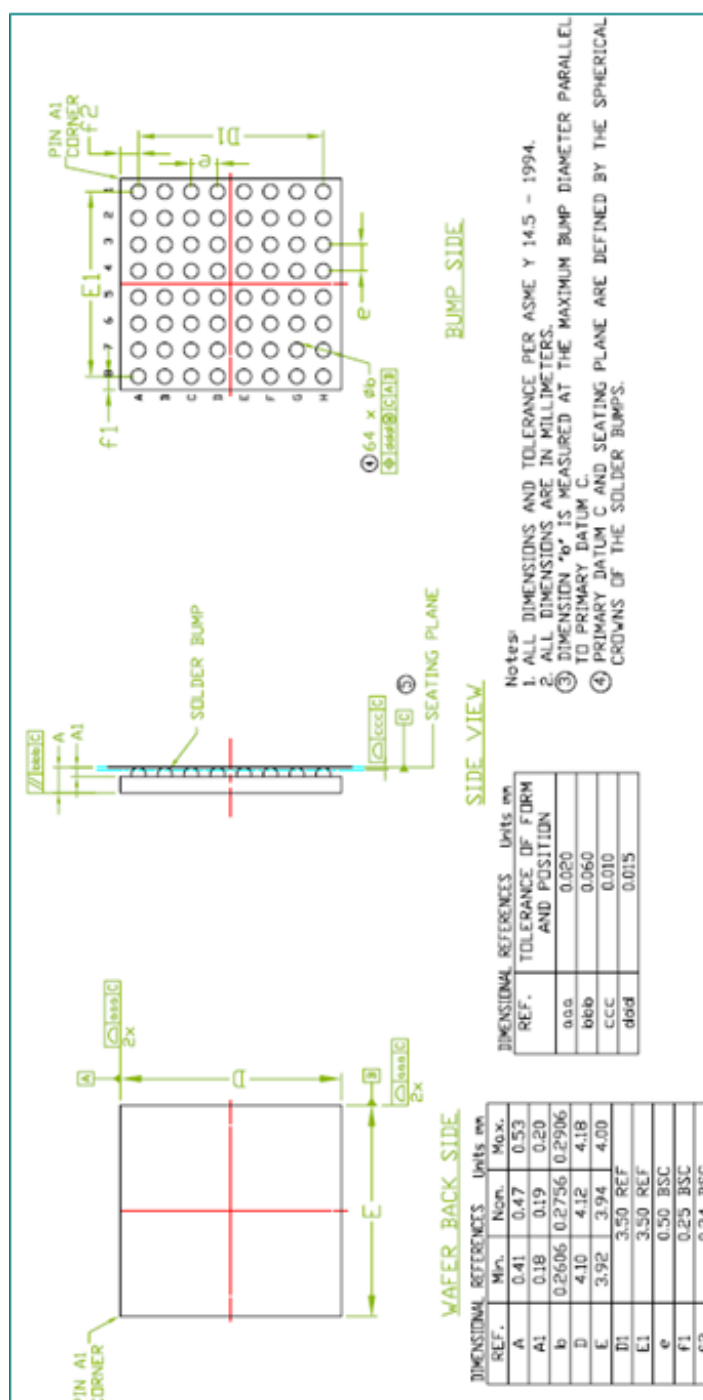 PIN A1
CORNER
D
E
A
B
aaa C
2x
aaa C
2x
WAFER BACK SIDE
// bbb C
A
A1
SOLDER BUMP
ccc C
C
5
SEATING PLANE
SIDE VIEW
PIN A1
CORNER
f2
D1
e
E1
f1
1 2 3 4 5 6 7 8
A
B
C
D
E
F
G
H
e
4 64 x Øb
ddd C A B
BUMP SIDE
DIMENSIONAL REFERENCES Units mm
REF. Min. Nom. Max.
A 0.41 0.47 0.53
A1 0.18 0.19 0.20
b 0.2606 0.2756 0.2906
D 4.10 4.12 4.18
E 3.92 3.94 4.00
D1 3.50 REF
E1 3.50 REF
e 0.50 BSC
f1 0.25 BSC
DIMENSIONAL REFERENCES Units mm
REF. TOLERANCE OF FORM
AND POSITION
aaa 0.020
bbb 0.060
ccc 0.010
ddd 0.015
Notes:
1. ALL DIMENSIONS AND TOLERANCE PER ASME Y 14.5 - 1994.
2. ALL DIMENSIONS ARE IN MILLIMETERS.
3 DIMENSION "b" IS MEASURED AT THE MAXIMUM BUMP DIAMETER PARALLEL
TO PRIMARY DATUM C.
4 PRIMARY DATUM C AND SEATING PLANE ARE DEFINED BY THE SPHERICAL
CROWNS OF THE SOLDER BUMPS.